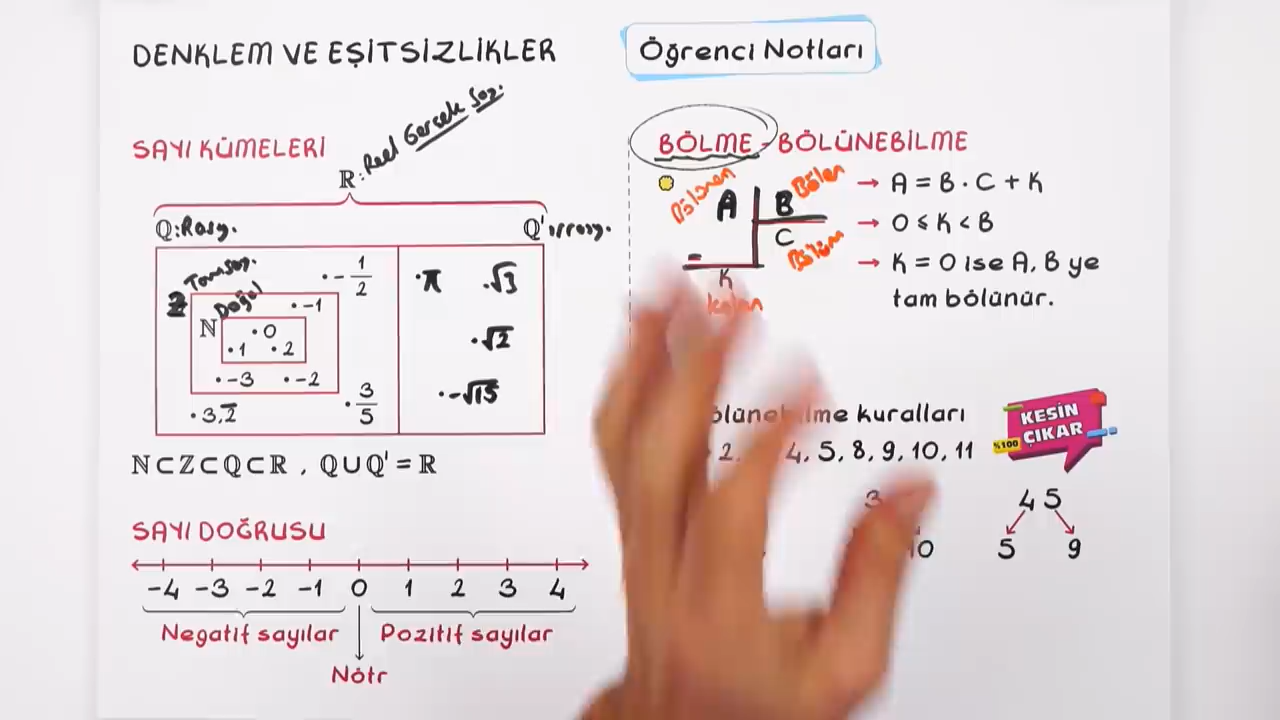 DENKLEM VE EŞİTSİZLİKLER
Öğrenci Notları
SAYI KÜMELERİ
ℝ: Reel Gerçek Say.
Q: Rasy.
Q' irrasy.
Z Tamsay.
N Doğal
· 0
· 1 · 2
· -1
· -3 · -2
· -1/2
· 3,2̅
· 3/5
· π · √3
· √2
· -√15
ℕ⊂ℤ⊂ℚ⊂ℝ , ℚ∪ℚ' = ℝ
SAYI DOĞRUSU
-4 -3 -2 -1 0 1 2 3 4
Negatif sayılar Pozitif sayılar
Nötr
BÖLME - BÖLÜNEBİLME
Bölünen A B Bölen
C Bölüm
K
kalan
→ A = B · C + K
→ 0 ≤ K < B
→ K = 0 ise A, B ye
tam bölünür.
kuralları
4, 5, 8, 9, 10, 11
KESİN
%100 ÇIKAR
45
5 9